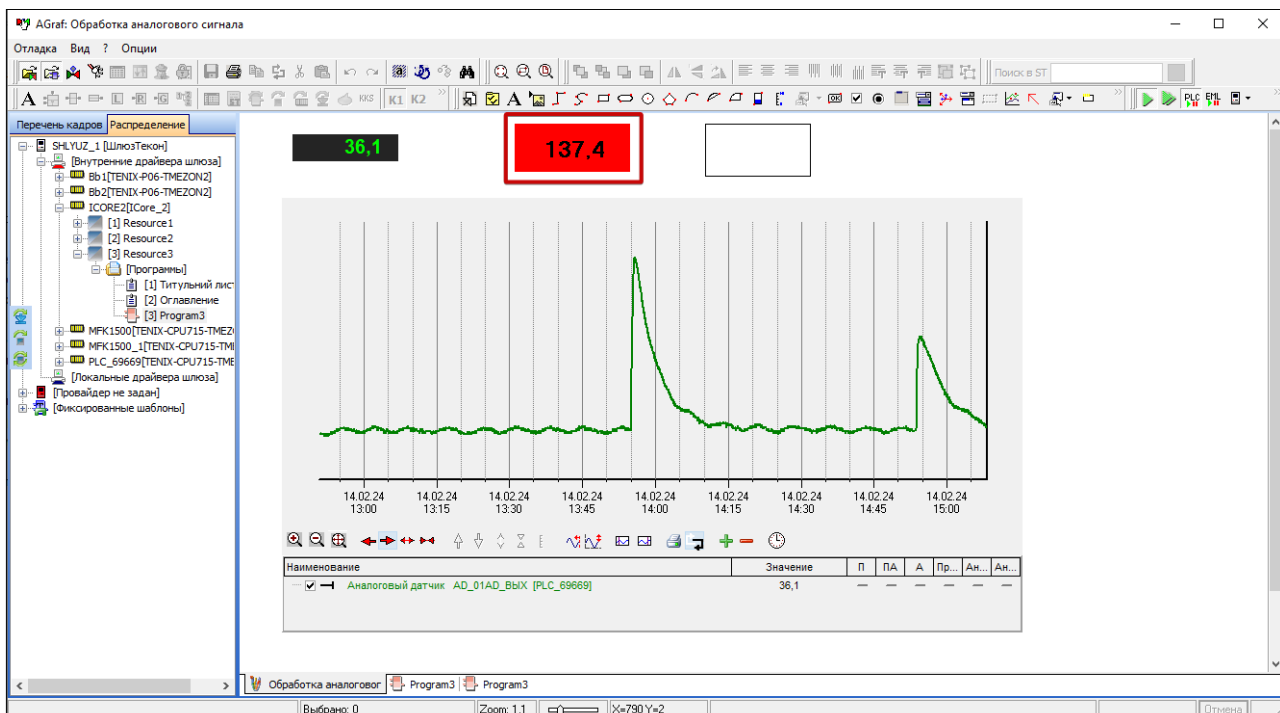 AGraf: Обработка аналогового сигнала
Отладка Вид ? Опции
KKS K1 K2 Поиск в ST
A A OK PLC EML
Перечень кадров Распределение
SHLYUZ_1 [ШлюзТекон]
[Внутренние драйвера шлюза]
Bb1[TENIX-P06-TMEZON2]
Bb2[TENIX-P06-TMEZON2]
ICORE2[ICore_2]
[1] Resource1
[2] Resource2
[3] Resource3
[Программы]
[1] Титульний лис
[2] Оглавление
[3] Program3
MFK1500[TENIX-CPU715-TMEZ
MFK1500_1[TENIX-CPU715-TM
PLC_69669[TENIX-CPU715-TME
[Локальные драйвера шлюза]
[Провайдер не задан]
[Фиксированные шаблоны]
36,1
137,4
14.02.24 14.02.24 14.02.24 14.02.24 14.02.24 14.02.24 14.02.24 14.02.24 14.02.24
13:00 13:15 13:30 13:45 14:00 14:15 14:30 14:45 15:00
Наименование Значение П ПА А Пр... Ан... Ан...
Аналоговый датчик AD_01AD_ВЫХ [PLC_69669] 36,1 — — — — — —
Обработка аналоговог Program3 Program3
Выбрано: 0 Zoom: 1.1 X=790 Y=2 Отмена